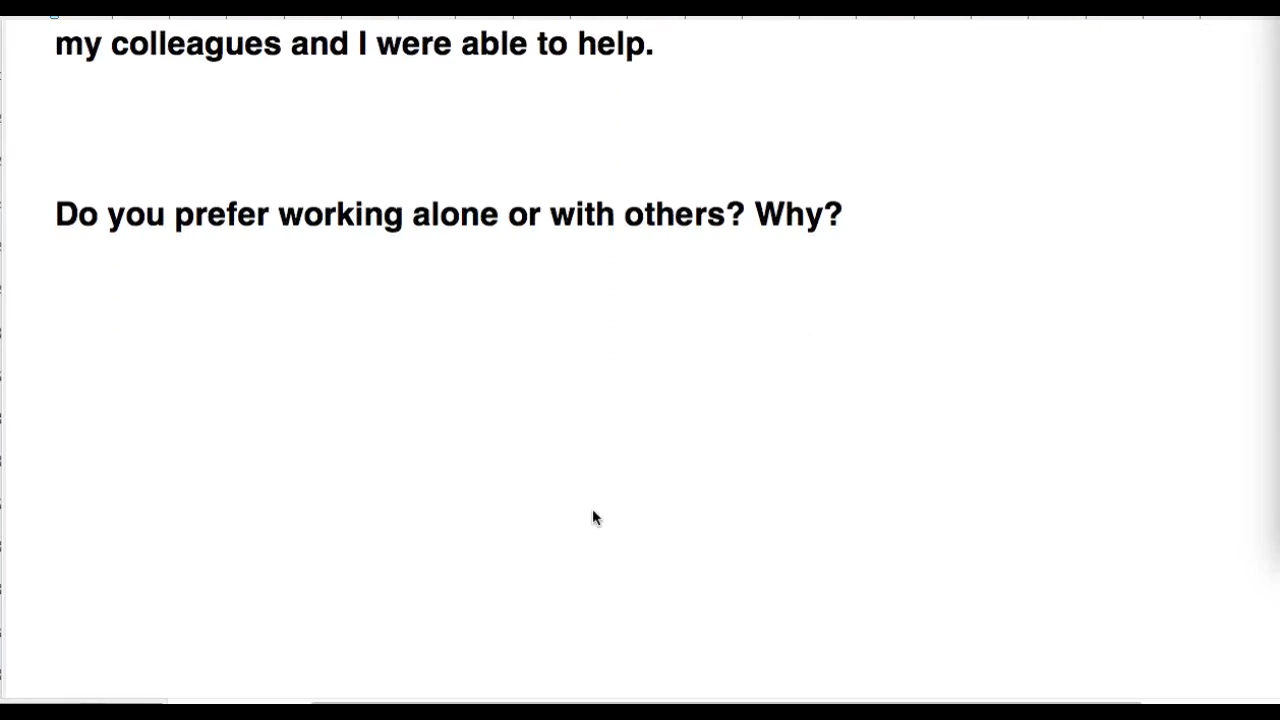 my colleagues and I were able to help.
Do you prefer working alone or with others? Why?